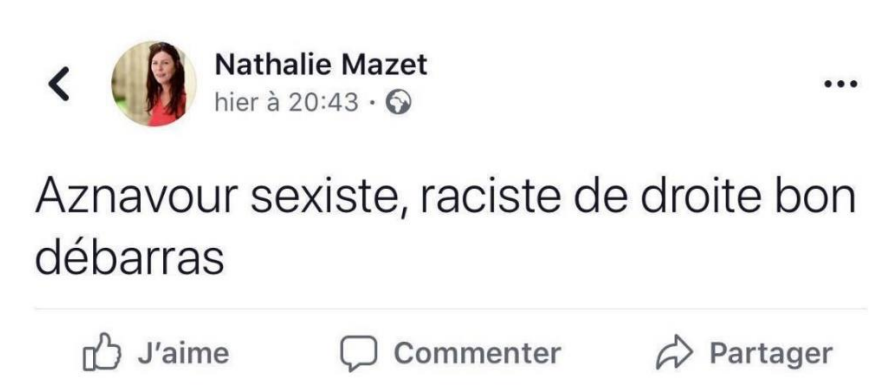 Nathalie Mazet
hier à 20:43 ·
Aznavour sexiste, raciste de droite bon
débarras
J'aime Commenter Partager